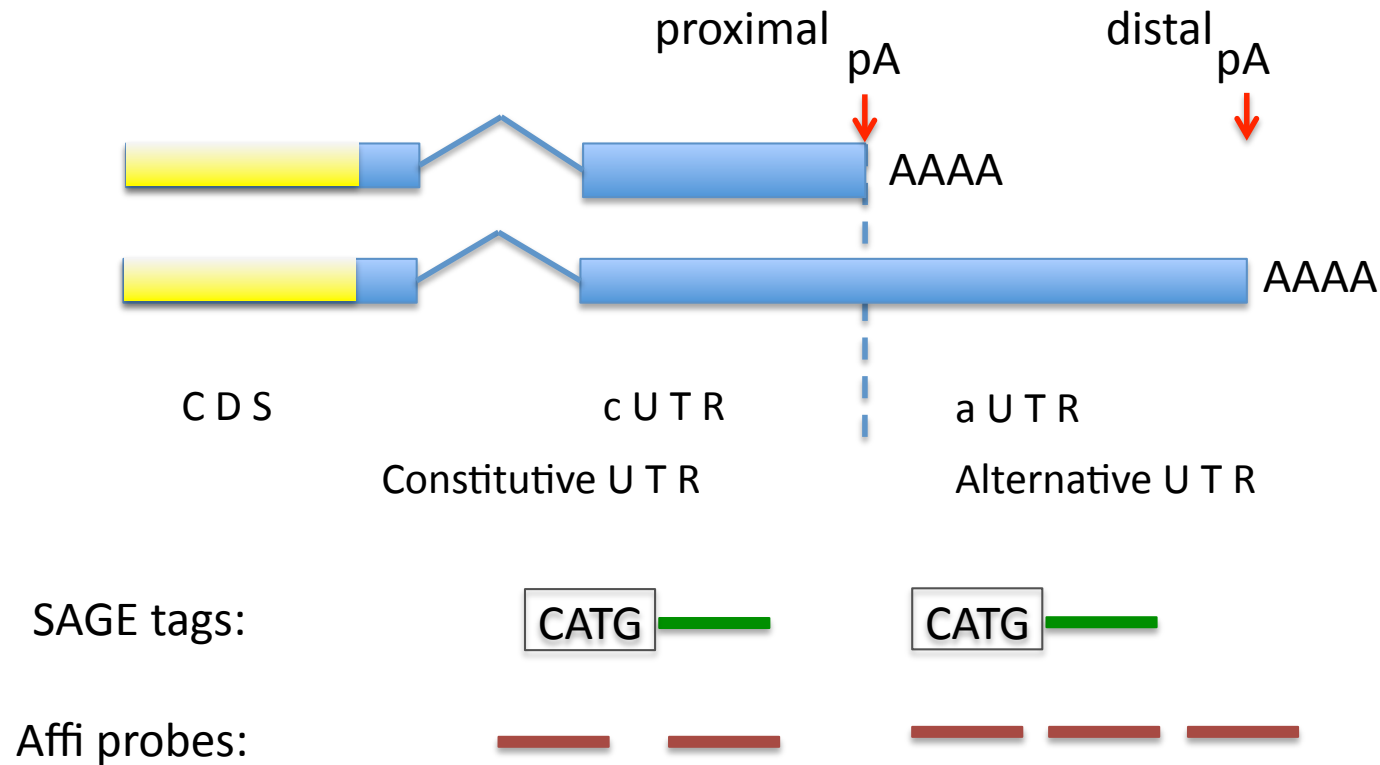 proximal pA distal pA
AAAA
AAAA
C D S c U T R a U T R
Constitutive U T R Alternative U T R
SAGE tags: CATG CATG
Affi probes: